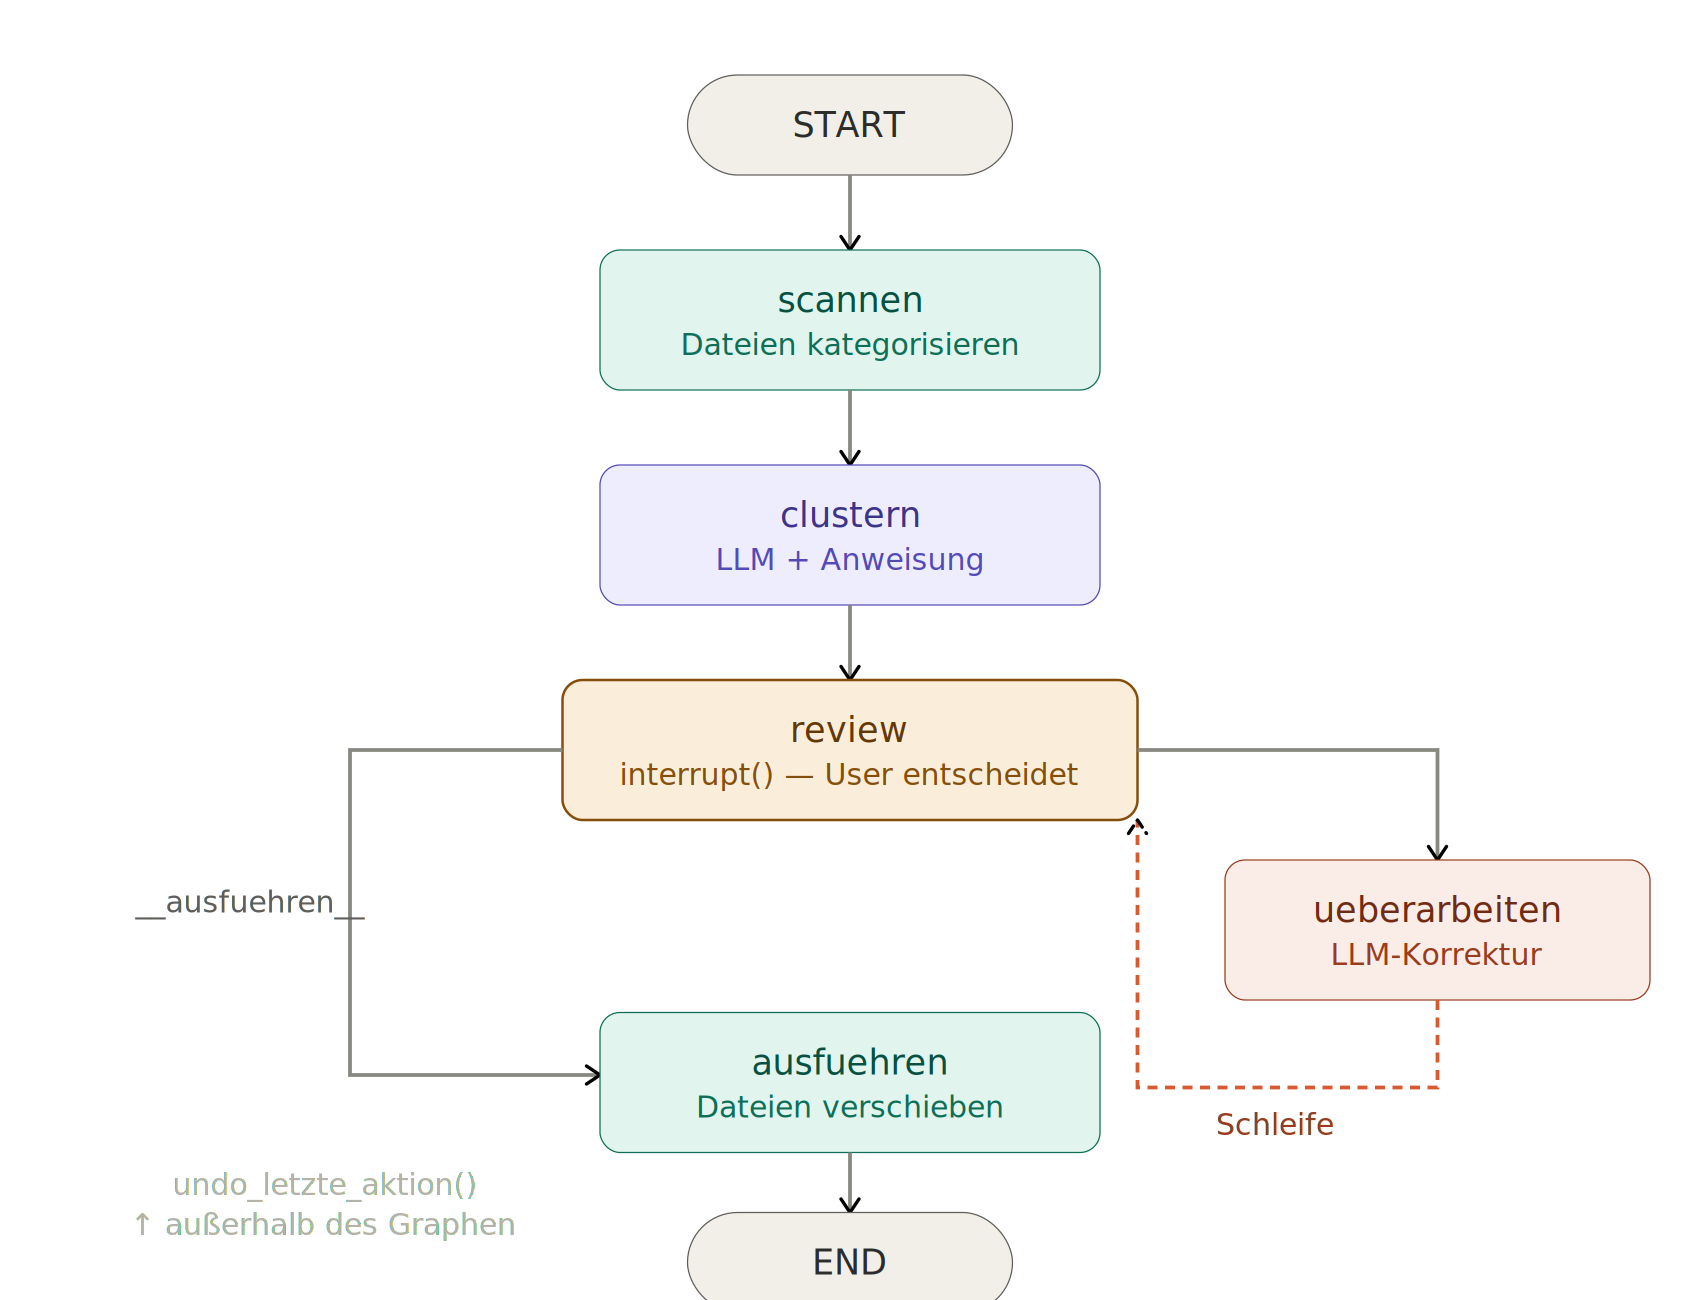 START
scannen
Dateien kategorisieren
clustern
LLM + Anweisung
review
interrupt() — User entscheidet
__ausfuehren__
ueberarbeiten
LLM-Korrektur
ausfuehren
Dateien verschieben
Schleife
undo_letzte_aktion()
↑ außerhalb des Graphen
END